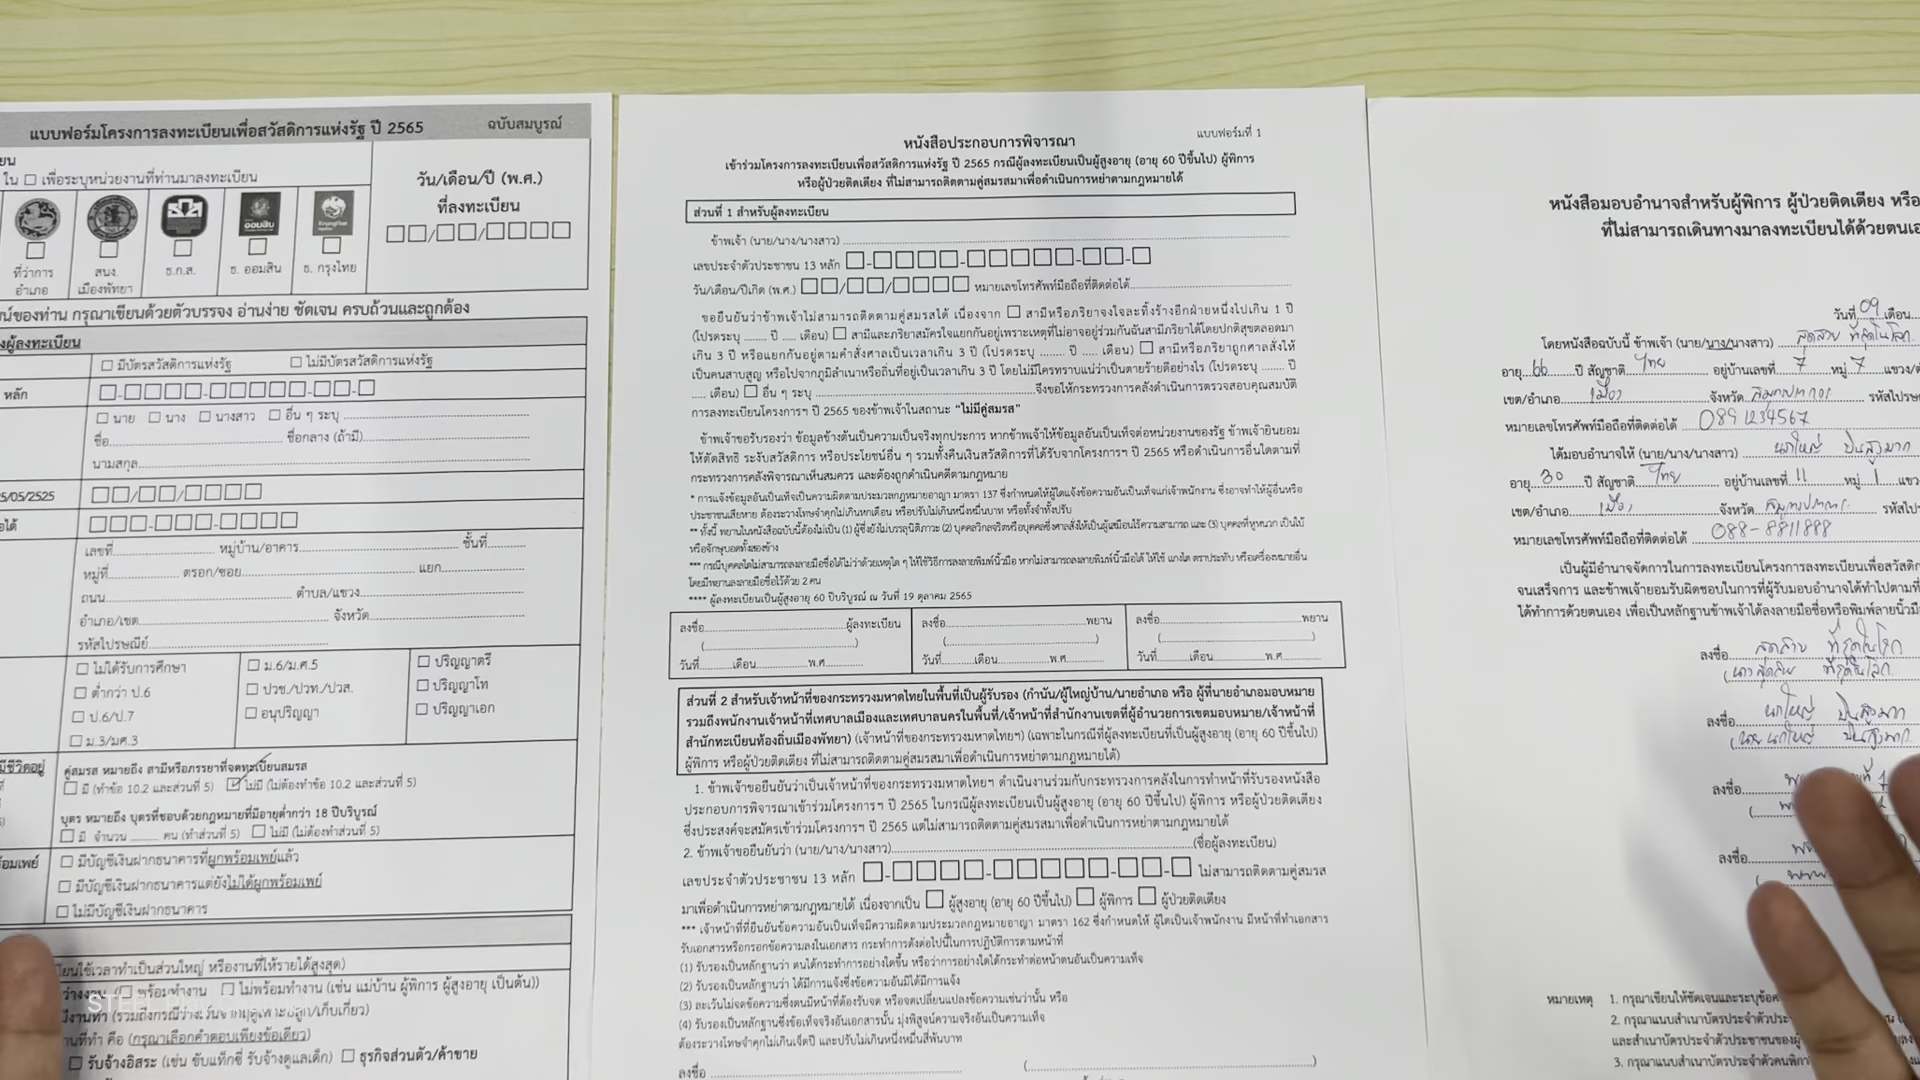 แบบฟอร์มโครงการลงทะเบียนเพื่อสวัสดิการแห่งรัฐ ปี 2565 ฉบับสมบูรณ์
ใน ☐ เพื่อระบุหน่วยงานที่ท่านมาลงทะเบียน
วัน/เดือน/ปี (พ.ศ.)
ที่ลงทะเบียน
ธกส
ออมสิน
ที่ว่าการ
อำเภอ
สนง.
เมืองพัทยา
ธ.ก.ส.
ธ. ออมสิน
ธ. กรุงไทย
กรุณาเขียนด้วยตัวบรรจง อ่านง่าย ชัดเจน ครบถ้วนและถูกต้อง
ผู้ลงทะเบียน
☐ มีบัตรสวัสดิการแห่งรัฐ ☐ ไม่มีบัตรสวัสดิการแห่งรัฐ
หลัก
☐ นาย ☐ นาง ☐ นางสาว ☐ อื่น ๆ ระบุ
ชื่อ ชื่อกลาง (ถ้ามี)
นามสกุล
5/05/2525
เลขที่ หมู่บ้าน/อาคาร ชั้นที่
หมู่ที่ ตรอก/ซอย แยก
ถนน ตำบล/แขวง
อำเภอ/เขต จังหวัด
รหัสไปรษณีย์
☐ ไม่ได้รับการศึกษา ☐ ม.6/ม.ศ.5 ☐ ปริญญาตรี
☐ ต่ำกว่า ป.6 ☐ ปวช./ปวท./ปวส. ☐ ปริญญาโท
☐ ป.6/ป.7 ☐ อนุปริญญา ☐ ปริญญาเอก
☐ ม.3/มศ.3
มีชีวิตอยู่ คู่สมรส หมายถึง สามีหรือภรรยาที่จดทะเบียนสมรส
☐ มี (ทำข้อ 10.2 และส่วนที่ 5) ☑ ไม่มี (ไม่ต้องทำข้อ 10.2 และส่วนที่ 5)
บุตร หมายถึง บุตรที่ชอบด้วยกฎหมายที่มีอายุต่ำกว่า 18 ปีบริบูรณ์
☐ มี จำนวน ____ คน (ทำส่วนที่ 5) ☐ ไม่มี (ไม่ต้องทำส่วนที่ 5)
☐ มีบัญชีเงินฝากธนาคารที่ผูกพร้อมเพย์แล้ว
☐ มีบัญชีเงินฝากธนาคารแต่ยังไม่ได้ผูกพร้อมเพย์
☐ ไม่มีบัญชีเงินฝากธนาคาร
ใช้เวลาทำเป็นส่วนใหญ่ หรืองานที่ให้รายได้สูงสุด)
พร้อมทำงาน ☐ ไม่พร้อมทำงาน (เช่น แม่บ้าน ผู้พิการ ผู้สูงอายุ เป็นต้น))
คือ (กรุณาเลือกคำตอบเพียงข้อเดียว)
☐ รับจ้างอิสระ (เช่น ขับแท็กซี่ รับจ้างดูแลเด็ก) ☐ ธุรกิจส่วนตัว/ค้าขาย
แบบฟอร์มที่ 1
หนังสือประกอบการพิจารณา
เข้าร่วมโครงการลงทะเบียนเพื่อสวัสดิการแห่งรัฐ ปี 2565 กรณีผู้ลงทะเบียนเป็นผู้สูงอายุ (อายุ 60 ปีขึ้นไป) ผู้พิการ
หรือผู้ป่วยติดเตียง ที่ไม่สามารถติดตามคู่สมรสมาเพื่อดำเนินการหย่าตามกฎหมายได้
ส่วนที่ 1 สำหรับผู้ลงทะเบียน
ข้าพเจ้า (นาย/นาง/นางสาว)
เลขประจำตัวประชาชน 13 หลัก
วัน/เดือน/ปีเกิด (พ.ศ.) หมายเลขโทรศัพท์มือถือที่ติดต่อได้
ขอยืนยันว่าข้าพเจ้าไม่สามารถติดตามคู่สมรสได้ เนื่องจาก ☐ สามีหรือภริยาจงใจละทิ้งร้างอีกฝ่ายหนึ่งไปเกิน 1 ปี
(โปรดระบุ ........ ปี ..... เดือน) ☐ สามีและภริยาสมัครใจแยกกันอยู่เพราะเหตุที่ไม่อาจอยู่ร่วมกันฉันสามีภริยาได้โดยปกติสุขตลอดมา
เกิน 3 ปี หรือแยกกันอยู่ตามคำสั่งศาลเป็นเวลาเกิน 3 ปี (โปรดระบุ ........ ปี ..... เดือน) ☐ สามีหรือภริยาถูกศาลสั่งให้
เป็นคนสาบสูญ หรือไปจากภูมิลำเนาหรือถิ่นที่อยู่เป็นเวลาเกิน 3 ปี โดยไม่มีใครทราบแน่ว่าเป็นตายร้ายดีอย่างไร (โปรดระบุ ........ ปี
..... เดือน) ☐ อื่น ๆ ระบุ จึงขอให้กระทรวงการคลังดำเนินการตรวจสอบคุณสมบัติ
การลงทะเบียนโครงการฯ ปี 2565 ของข้าพเจ้าในสถานะ "ไม่มีคู่สมรส"
ข้าพเจ้าขอรับรองว่า ข้อมูลข้างต้นเป็นความเป็นจริงทุกประการ หากข้าพเจ้าให้ข้อมูลอันเป็นเท็จต่อหน่วยงานของรัฐ ข้าพเจ้ายินยอม
ให้ตัดสิทธิ ระงับสวัสดิการ หรือประโยชน์อื่น ๆ รวมทั้งคืนเงินสวัสดิการที่ได้รับจากโครงการฯ ปี 2565 หรือดำเนินการอื่นใดตามที่
กระทรวงการคลังพิจารณาเห็นสมควร และต้องถูกดำเนินคดีตามกฎหมาย
* การแจ้งข้อมูลอันเป็นเท็จเป็นความผิดตามประมวลกฎหมายอาญา มาตรา 137 ซึ่งกำหนดให้ผู้ใดแจ้งข้อความอันเป็นเท็จแก่เจ้าพนักงาน ซึ่งอาจทำให้ผู้อื่นหรือ
ประชาชนเสียหาย ต้องระวางโทษจำคุกไม่เกินหกเดือน หรือปรับไม่เกินหนึ่งหมื่นบาท หรือทั้งจำทั้งปรับ
** ทั้งนี้ พยานในหนังสือฉบับนี้ต้องไม่เป็น (1) ผู้ซึ่งยังไม่บรรลุนิติภาวะ (2) บุคคลวิกลจริตหรือบุคคลซึ่งศาลสั่งให้เป็นผู้เสมือนไร้ความสามารถ และ (3) บุคคลที่หูหนวก เป็นใบ้
หรือจักษุบอดทั้งสองข้าง
*** กรณีบุคคลใดไม่สามารถลงลายมือชื่อได้ไม่ว่าด้วยเหตุใด ๆ ให้ใช้วิธีการลงลายพิมพ์นิ้วมือ หากไม่สามารถลงลายพิมพ์นิ้วมือได้ ให้ใช้ แกงได ตราประทับ หรือเครื่องหมายอื่น
โดยมีพยานลงลายมือชื่อไว้ด้วย 2 คน
**** ผู้ลงทะเบียนเป็นผู้สูงอายุ 60 ปีบริบูรณ์ ณ วันที่ 19 ตุลาคม 2565
ลงชื่อ ผู้ลงทะเบียน ลงชื่อ พยาน ลงชื่อ พยาน
วันที่ เดือน พ.ศ. วันที่ เดือน พ.ศ. วันที่ เดือน พ.ศ.
ส่วนที่ 2 สำหรับเจ้าหน้าที่ของกระทรวงมหาดไทยในพื้นที่เป็นผู้รับรอง (กำนัน/ผู้ใหญ่บ้าน/นายอำเภอ หรือ ผู้ที่นายอำเภอมอบหมาย
รวมถึงพนักงานเจ้าหน้าที่เทศบาลเมืองและเทศบาลนครในพื้นที่/เจ้าหน้าที่สำนักงานเขตที่ผู้อำนวยการเขตมอบหมาย/เจ้าหน้าที่
สำนักทะเบียนท้องถิ่นเมืองพัทยา) (เจ้าหน้าที่ของกระทรวงมหาดไทยฯ) (เฉพาะในกรณีที่ผู้ลงทะเบียนที่เป็นผู้สูงอายุ (อายุ 60 ปีขึ้นไป)
ผู้พิการ หรือผู้ป่วยติดเตียง ที่ไม่สามารถติดตามคู่สมรสมาเพื่อดำเนินการหย่าตามกฎหมายได้)
1. ข้าพเจ้าขอยืนยันว่าเป็นเจ้าหน้าที่ของกระทรวงมหาดไทยฯ ดำเนินงานร่วมกับกระทรวงการคลังในการทำหน้าที่รับรองหนังสือ
ประกอบการพิจารณาเข้าร่วมโครงการฯ ปี 2565 ในกรณีผู้ลงทะเบียนเป็นผู้สูงอายุ (อายุ 60 ปีขึ้นไป) ผู้พิการ หรือผู้ป่วยติดเตียง
ซึ่งประสงค์จะสมัครเข้าร่วมโครงการฯ ปี 2565 แต่ไม่สามารถติดตามคู่สมรสมาเพื่อดำเนินการหย่าตามกฎหมายได้
2. ข้าพเจ้าขอยืนยันว่า (นาย/นาง/นางสาว) (ชื่อผู้ลงทะเบียน)
เลขประจำตัวประชาชน 13 หลัก ไม่สามารถติดตามคู่สมรส
มาเพื่อดำเนินการหย่าตามกฎหมายได้ เนื่องจากเป็น ☐ ผู้สูงอายุ (อายุ 60 ปีขึ้นไป) ☐ ผู้พิการ ☐ ผู้ป่วยติดเตียง
*** เจ้าหน้าที่ที่ยืนยันข้อความอันเป็นเท็จมีความผิดตามประมวลกฎหมายอาญา มาตรา 162 ซึ่งกำหนดให้ ผู้ใดเป็นเจ้าพนักงาน มีหน้าที่ทำเอกสาร
รับเอกสารหรือกรอกข้อความลงในเอกสาร กระทำการดังต่อไปนี้ในการปฏิบัติการตามหน้าที่
(1) รับรองเป็นหลักฐานว่า ตนได้กระทำการอย่างใดขึ้น หรือว่าการอย่างใดได้กระทำต่อหน้าตนอันเป็นความเท็จ
(2) รับรองเป็นหลักฐานว่า ได้มีการแจ้งซึ่งข้อความอันมิได้มีการแจ้ง
(3) ละเว้นไม่จดข้อความซึ่งตนมีหน้าที่ต้องรับจด หรือจดเปลี่ยนแปลงข้อความเช่นว่านั้น หรือ
(4) รับรองเป็นหลักฐานซึ่งข้อเท็จจริงอันเอกสารนั้น มุ่งพิสูจน์ความจริงอันเป็นความเท็จ
ต้องระวางโทษจำคุกไม่เกินเจ็ดปี และปรับไม่เกินหนึ่งหมื่นสี่พันบาท
ลงชื่อ
หนังสือมอบอำนาจสำหรับผู้พิการ ผู้ป่วยติดเตียง หรือ
ที่ไม่สามารถเดินทางมาลงทะเบียนได้ด้วยตนเอ
วันที่ 09 เดือน
โดยหนังสือฉบับนี้ ข้าพเจ้า (นาย/นาง/นางสาว) สุดสวย ที่สุดในโลก
อายุ 66 ปี สัญชาติ ไทย อยู่บ้านเลขที่ 7 หมู่ 7 แขวง/ต
เขต/อำเภอ เมือง จังหวัด สมุทรปราการ รหัสไปรษ
หมายเลขโทรศัพท์มือถือที่ติดต่อได้ 0891234567
ได้มอบอำนาจให้ (นาย/นาง/นางสาว)
อายุ 30 ปี สัญชาติ ไทย อยู่บ้านเลขที่ 11 หมู่ 1 แขว
เขต/อำเภอ เมือง จังหวัด สมุทรปราการ รหัสไป
หมายเลขโทรศัพท์มือถือที่ติดต่อได้ 088-8811888
เป็นผู้มีอำนาจจัดการในการลงทะเบียนโครงการลงทะเบียนเพื่อสวัสดิก
จนเสร็จการ และข้าพเจ้ายอมรับผิดชอบในการที่ผู้รับมอบอำนาจได้ทำไปตามที่
ได้ทำการด้วยตนเอง เพื่อเป็นหลักฐานข้าพเจ้าได้ลงลายมือชื่อหรือพิมพ์ลายนิ้วมื
ลงชื่อ สุดสวย ที่สุดในโลก
(นางสุดสวย ที่สุดในโลก
ลงชื่อ
ลงชื่อ
ลงชื่อ
หมายเหตุ 1. กรุณาเขียนให้ชัดเจนและระบุข้อ
2. กรุณาแนบสำเนาบัตรประจำตัวประ
และสำเนาบัตรประจำตัวประชาชนของผู้
3. กรุณาแนบสำเนาบัตรประจำตัวคนพิกา